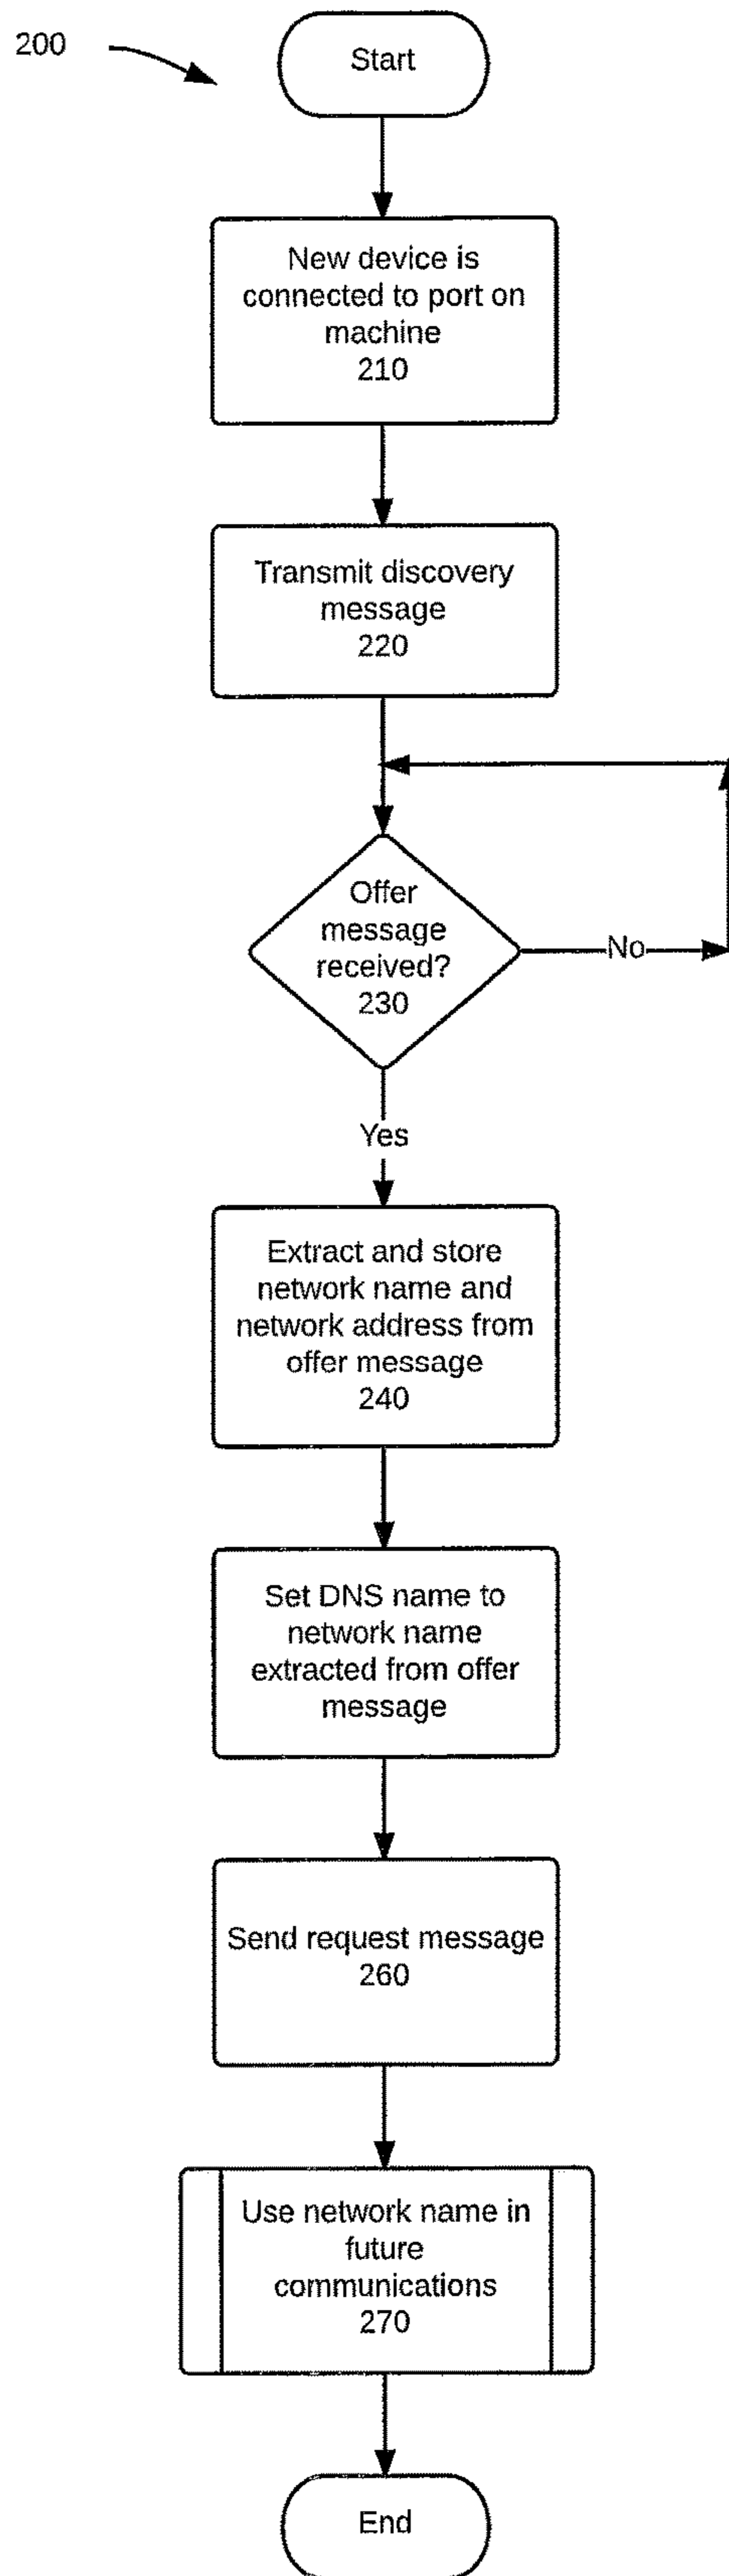 200
Start
New device is
connected to port on
machine
210
Transmit discovery
message
220
Offer
message
received?
230
No
Yes
Extract and store
network name and
network address from
offer message
240
Set DNS name to
network name
extracted from offer
message
Send request message
260
Use network name in
future
communications
270
End